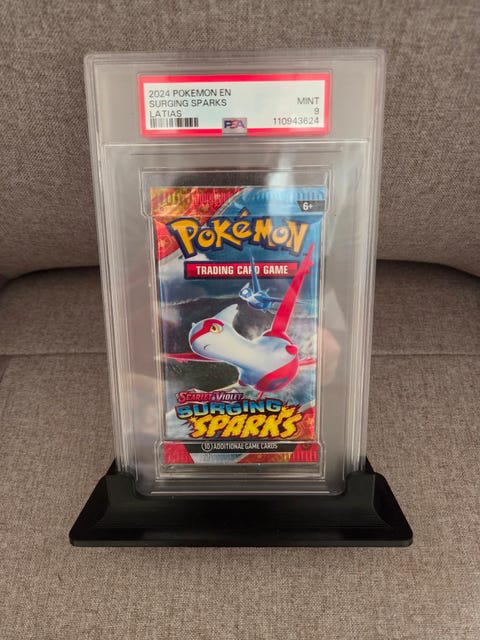 2024 POKEMON EN
SURGING SPARKS
LATIAS
MINT
9
PSA
110943624
6+
POKéMON
TRADING CARD GAME
SCARLET & VIOLET
SURGING
SPARKS
10 ADDITIONAL GAME CARDS